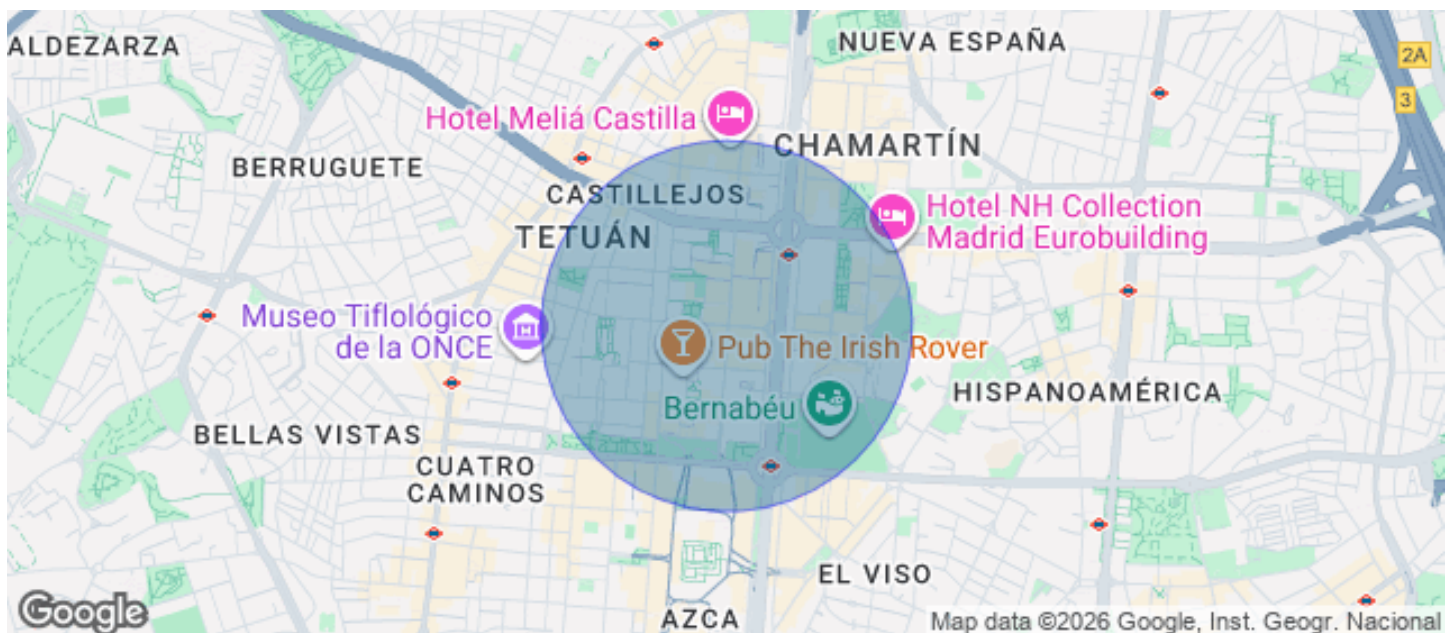 ALDEZARZA
NUEVA ESPAÑA
2A
3
Hotel Meliá Castilla
CHAMARTÍN
BERRUGUETE
CASTILLEJOS
TETUÁN
Hotel NH Collection
Madrid Eurobuilding
Museo Tiflológico
de la ONCE
Pub The Irish Rover
Bernabéu
HISPANOAMÉRICA
BELLAS VISTAS
CUATRO
CAMINOS
EL VISO
AZCA
Google
Map data ©2026 Google, Inst. Geogr. Nacional